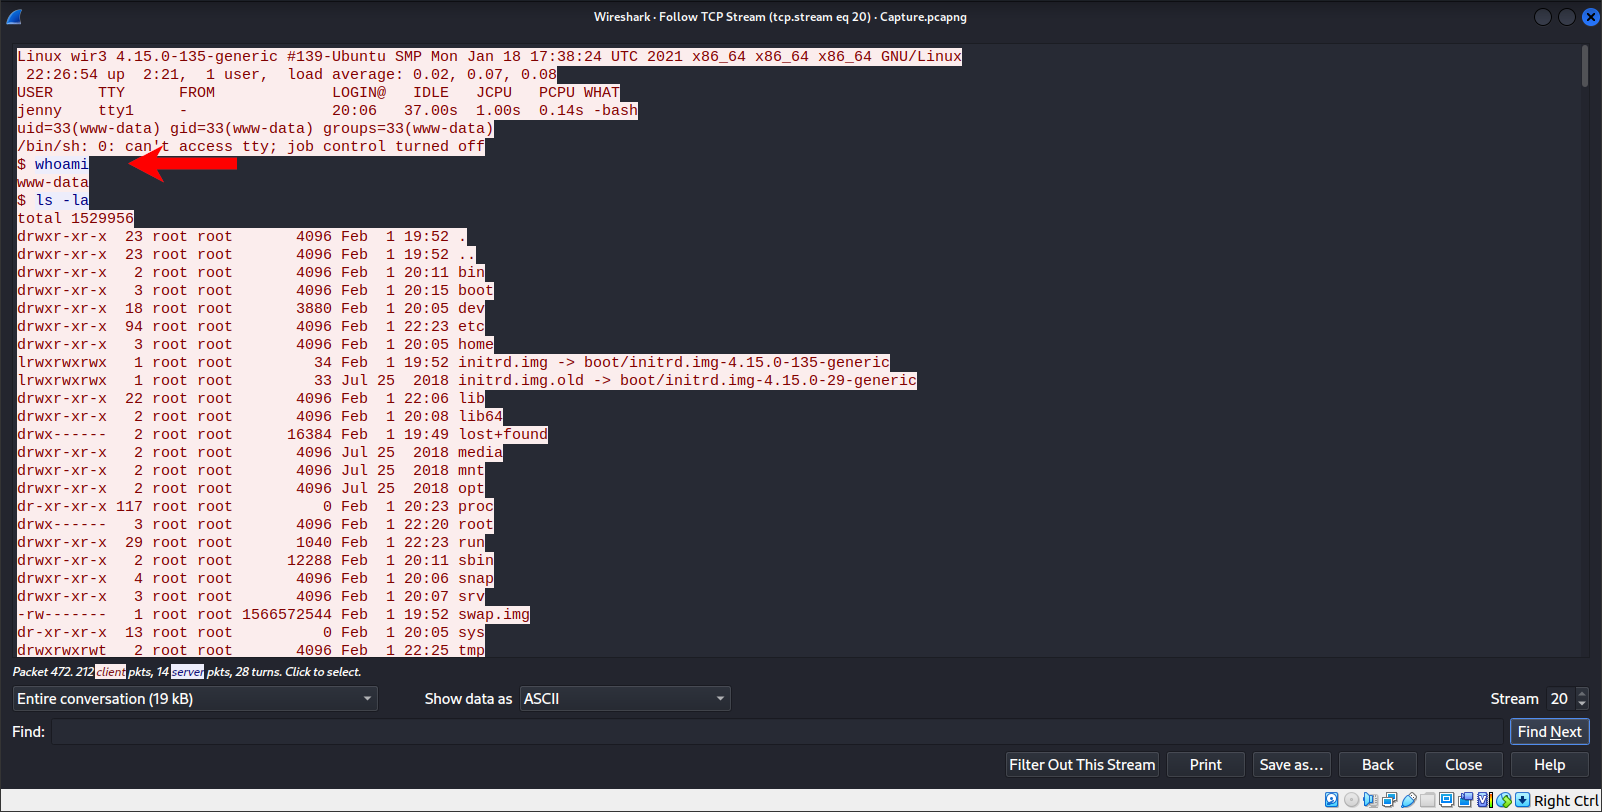 Wireshark · Follow TCP Stream (tcp.stream eq 20) · Capture.pcapng
Linux wir3 4.15.0-135-generic #139-Ubuntu SMP Mon Jan 18 17:38:24 UTC 2021 x86_64 x86_64 x86_64 GNU/Linux
 22:26:54 up  2:21,  1 user,  load average: 0.02, 0.07, 0.08
USER     TTY      FROM             LOGIN@   IDLE   JCPU   PCPU WHAT
jenny    tty1     -                20:06   37.00s  1.00s  0.14s -bash
uid=33(www-data) gid=33(www-data) groups=33(www-data)
/bin/sh: 0: can't access tty; job control turned off
$ whoami
www-data
$ ls -la
total 1529956
drwxr-xr-x  23 root root       4096 Feb  1 19:52 .
drwxr-xr-x  23 root root       4096 Feb  1 19:52 ..
drwxr-xr-x   2 root root       4096 Feb  1 20:11 bin
drwxr-xr-x   3 root root       4096 Feb  1 20:15 boot
drwxr-xr-x  18 root root       3880 Feb  1 20:05 dev
drwxr-xr-x  94 root root       4096 Feb  1 22:23 etc
drwxr-xr-x   3 root root       4096 Feb  1 20:05 home
lrwxrwxrwx   1 root root         34 Feb  1 19:52 initrd.img -> boot/initrd.img-4.15.0-135-generic
lrwxrwxrwx   1 root root         33 Jul 25  2018 initrd.img.old -> boot/initrd.img-4.15.0-29-generic
drwxr-xr-x  22 root root       4096 Feb  1 22:06 lib
drwxr-xr-x   2 root root       4096 Feb  1 20:08 lib64
drwx------   2 root root      16384 Feb  1 19:49 lost+found
drwxr-xr-x   2 root root       4096 Jul 25  2018 media
drwxr-xr-x   2 root root       4096 Jul 25  2018 mnt
drwxr-xr-x   2 root root       4096 Jul 25  2018 opt
dr-xr-xr-x 117 root root          0 Feb  1 20:23 proc
drwx------   3 root root       4096 Feb  1 22:20 root
drwxr-xr-x  29 root root       1040 Feb  1 22:23 run
drwxr-xr-x   2 root root      12288 Feb  1 20:11 sbin
drwxr-xr-x   4 root root       4096 Feb  1 20:06 snap
drwxr-xr-x   3 root root       4096 Feb  1 20:07 srv
-rw-------   1 root root 1566572544 Feb  1 19:52 swap.img
dr-xr-xr-x  13 root root          0 Feb  1 20:05 sys
drwxrwxrwt   2 root root       4096 Feb  1 22:25 tmp
Packet 472. 212 client pkts, 14 server pkts, 28 turns. Click to select.
Entire conversation (19 kB) Show data as ASCII Stream 20
Find: Find Next
Filter Out This Stream Print Save as… Back Close Help
Right Ctrl